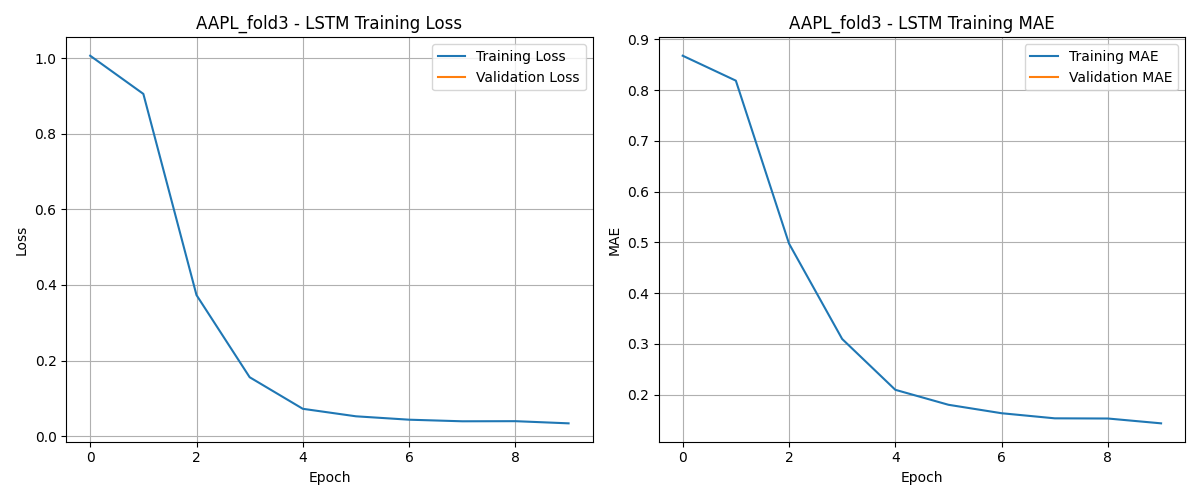 AAPL_fold3 - LSTM Training Loss
Training Loss
Validation Loss
1.0
0.8
0.6
0.4
0.2
0.0
Loss
0
2
4
6
8
Epoch
AAPL_fold3 - LSTM Training MAE
Training MAE
Validation MAE
0.9
0.8
0.7
0.6
0.5
0.4
0.3
0.2
MAE
0
2
4
6
8
Epoch